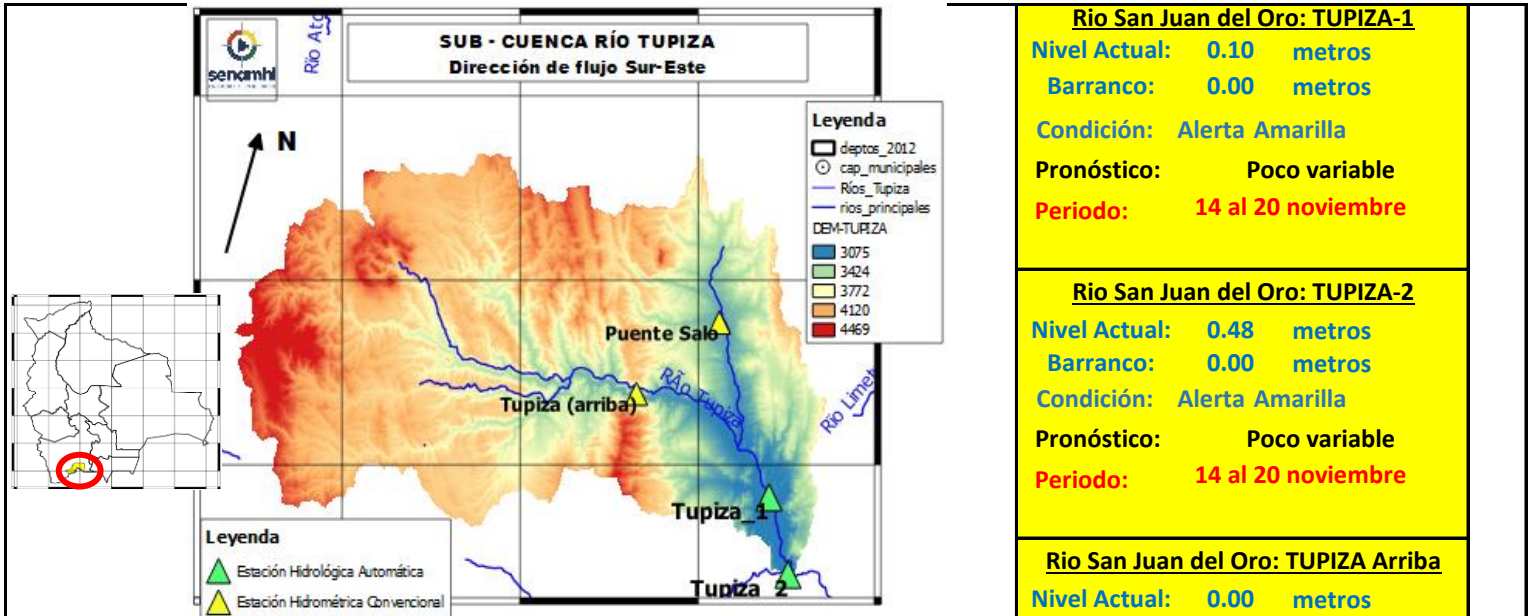 senamhi
Río Ato
SUB - CUENCA RÍO TUPIZA
Dirección de flujo Sur-Este
N
Leyenda
deptos_2012
cap_municipales
Ríos_Tupiza
rios_principales
DEM-TUPIZA
3075
3424
3772
4120
4469
Puente Salo
Tupiza (arriba)
RÃo Tupiza
Río Limet
Tupiza_1
Tupiza_2
Leyenda
Estación Hidrológica Automática
Estación Hidrométrica Convencional
Rio San Juan del Oro: TUPIZA-1
Nivel Actual: 0.10 metros
Barranco: 0.00 metros
Condición: Alerta Amarilla
Pronóstico: Poco variable
Periodo: 14 al 20 noviembre
Rio San Juan del Oro: TUPIZA-2
Nivel Actual: 0.48 metros
Barranco: 0.00 metros
Condición: Alerta Amarilla
Pronóstico: Poco variable
Periodo: 14 al 20 noviembre
Rio San Juan del Oro: TUPIZA Arriba
Nivel Actual: 0.00 metros